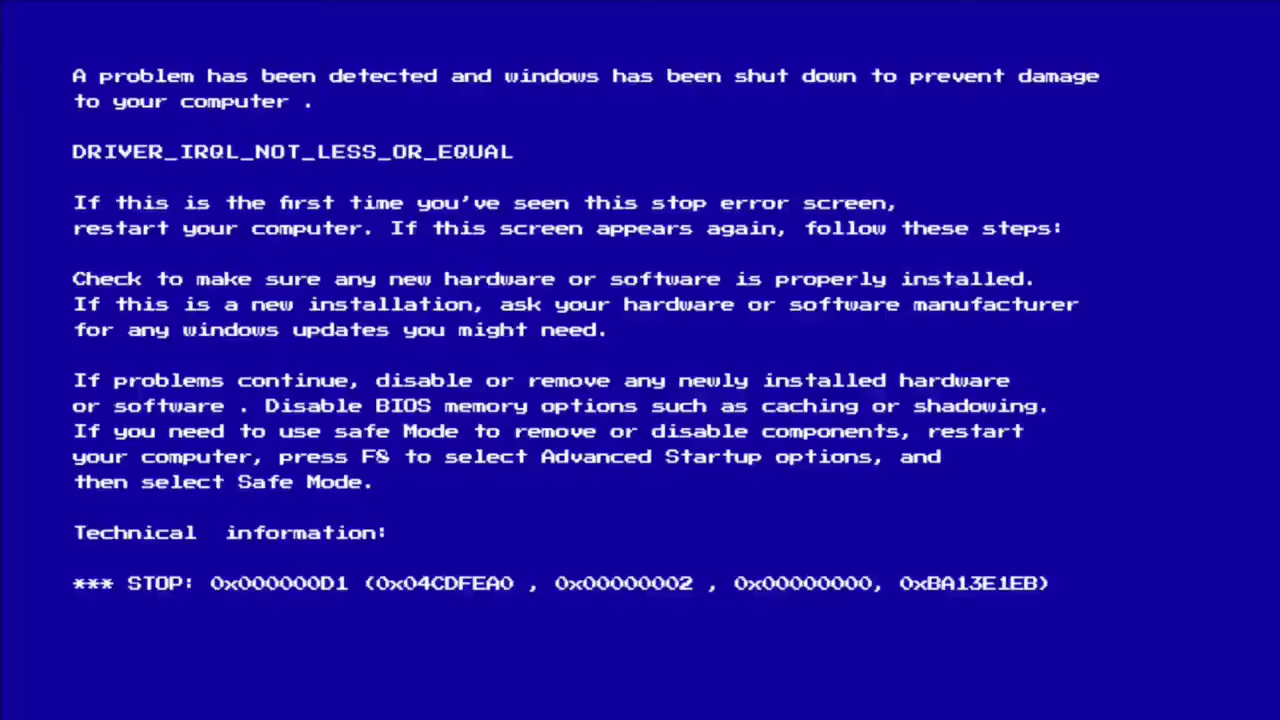 A problem has been detected and windows has been shut down to prevent damage
to your computer .
DRIVER_IRQL_NOT_LESS_OR_EQUAL
If this is the first time you've seen this stop error screen,
restart your computer. If this screen appears again, follow these steps:
Check to make sure any new hardware or software is properly installed.
If this is a new installation, ask your hardware or software manufacturer
for any windows updates you might need.
If problems continue, disable or remove any newly installed hardware
or software . Disable BIOS memory options such as caching or shadowing.
If you need to use safe Mode to remove or disable components, restart
your computer, press F8 to select Advanced Startup options, and
then select Safe Mode.
Technical  information:
*** STOP: 0x000000D1 (0x04CDFEA0 , 0x00000002 , 0x00000000, 0xBA13E1EB)